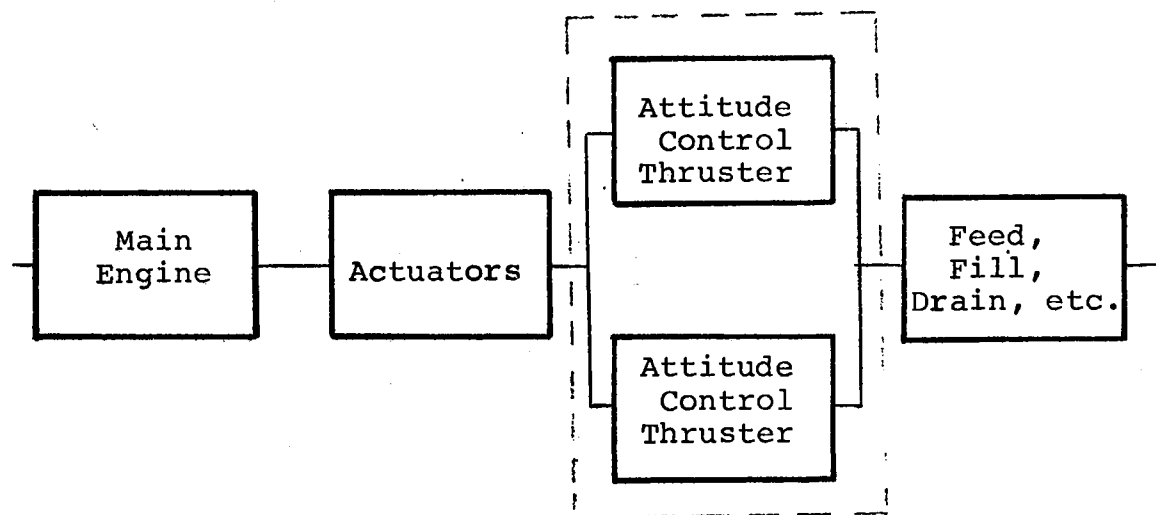 Main
Engine
Actuators
Attitude
Control
Thruster
Attitude
Control
Thruster
Feed,
Fill,
Drain, etc.